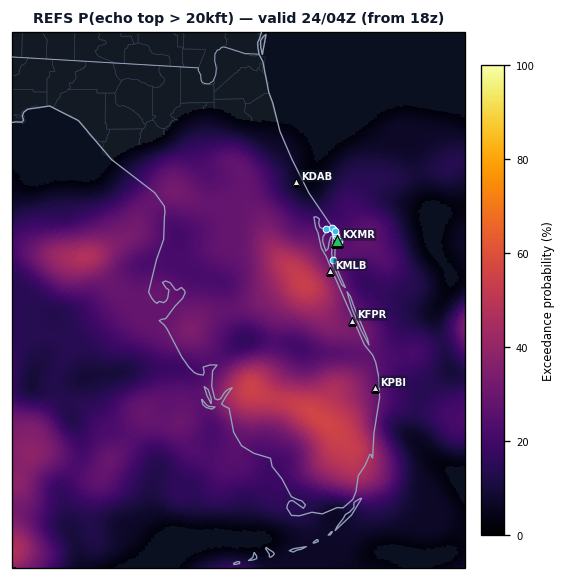 REFS P(echo top > 20kft) — valid 24/04Z (from 18z)
KDAB
KXMR
KMLB
KFPR
KPBI
100
80
60
40
20
0
Exceedance probability (%)